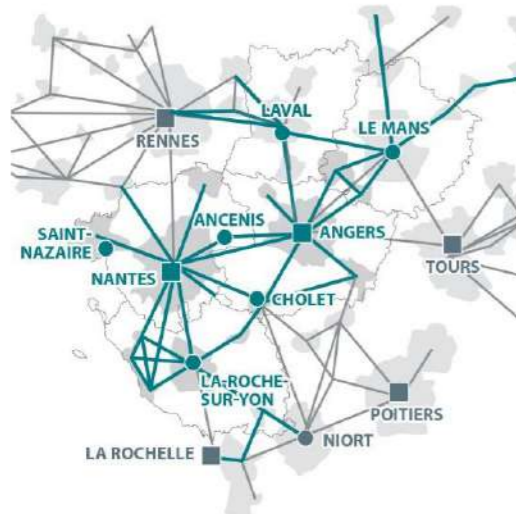 LAVAL
LE MANS
RENNES
SAINT-
NAZAIRE
ANCENIS
ANGERS
NANTES
TOURS
CHOLET
LA-ROCHE-
SUR-YON
POITIERS
LA ROCHELLE
NIORT